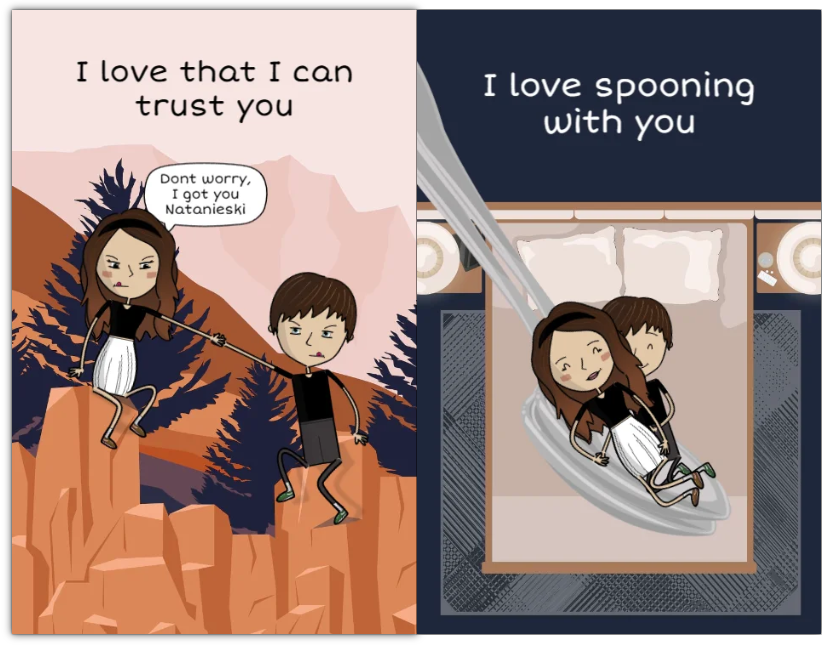 I love that I can
trust you
Dont worry,
I got you
Natanieski
I love spooning
with you